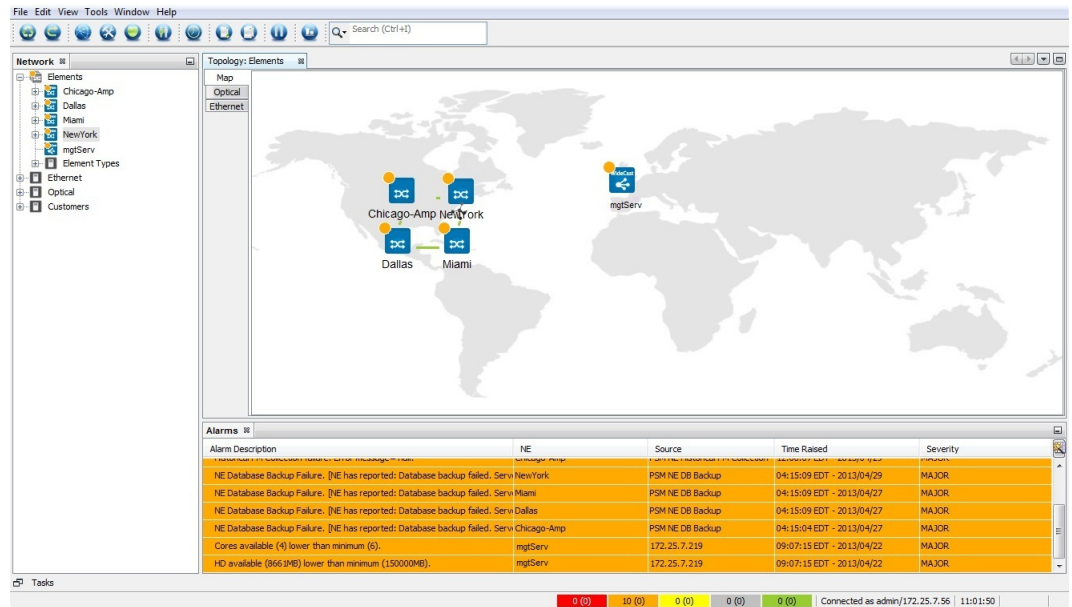 File Edit View Tools Window Help
Search (Ctrl+I)
Network
Elements
Chicago-Amp
Dallas
Miami
NewYork
mgtServ
Element Types
Ethernet
Optical
Customers
Topology: Elements
Map
Optical
Ethernet
WideCast
mgtServ
Chicago-Amp NewYork
Dallas Miami
Alarms
Alarm Description NE Source Time Raised Severity
NE Database Backup Failure. [NE has reported: Database backup failed. Serv NewYork PSM NE DB Backup 04:15:09 EDT - 2013/04/29 MAJOR
NE Database Backup Failure. [NE has reported: Database backup failed. Serv Miami PSM NE DB Backup 04:15:09 EDT - 2013/04/27 MAJOR
NE Database Backup Failure. [NE has reported: Database backup failed. Serv Dallas PSM NE DB Backup 04:15:09 EDT - 2013/04/27 MAJOR
NE Database Backup Failure. [NE has reported: Database backup failed. Serv Chicago-Amp PSM NE DB Backup 04:15:04 EDT - 2013/04/27 MAJOR
Cores available (4) lower than minimum (6). mgtServ 172.25.7.219 09:07:15 EDT - 2013/04/22 MAJOR
HD available (8661MB) lower than minimum (150000MB). mgtServ 172.25.7.219 09:07:15 EDT - 2013/04/22 MAJOR
Tasks
0 (0) 10 (0) 0 (0) 0 (0) 0 (0) Connected as admin/172.25.7.56 11:01:50